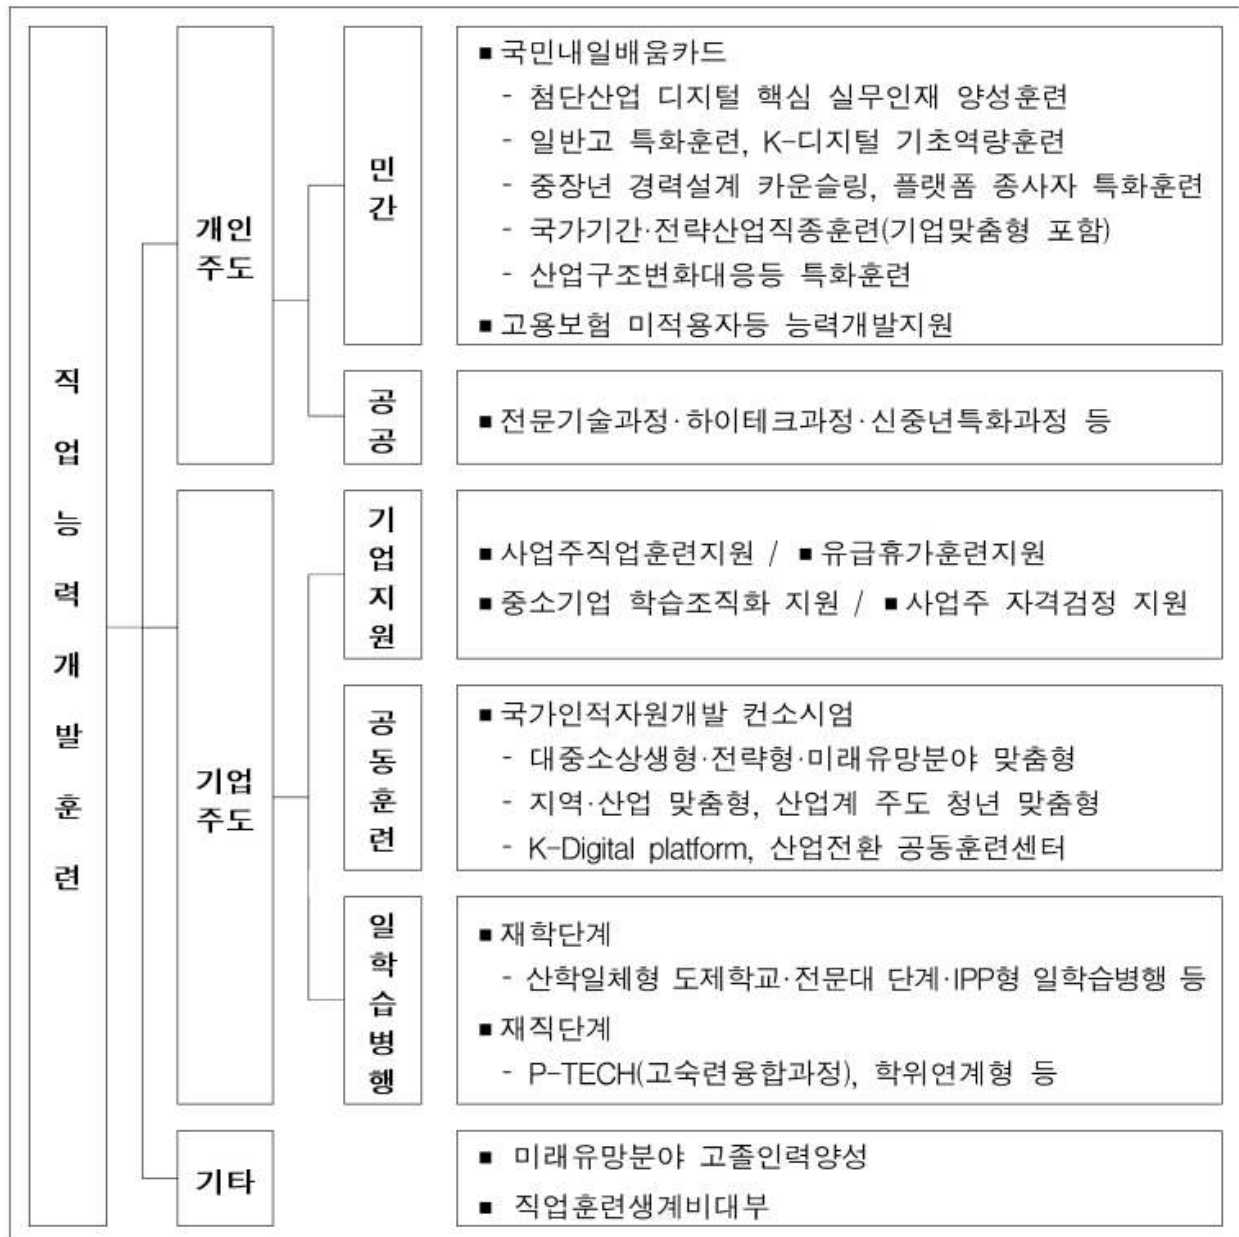 직업능력개발훈련
개인
주도
민간
■ 국민내일배움카드
- 첨단산업 디지털 핵심 실무인재 양성훈련
- 일반고 특화훈련, K-디지털 기초역량훈련
- 중장년 경력설계 카운슬링, 플랫폼 종사자 특화훈련
- 국가기간·전략산업직종훈련(기업맞춤형 포함)
- 산업구조변화대응등 특화훈련
■ 고용보험 미적용자등 능력개발지원
공공
■ 전문기술과정·하이테크과정·신중년특화과정 등
기업
주도
기업지원
■ 사업주직업훈련지원 / ■ 유급휴가훈련지원
■ 중소기업 학습조직화 지원 / ■ 사업주 자격검정 지원
공동훈련
■ 국가인적자원개발 컨소시엄
- 대중소상생형·전략형·미래유망분야 맞춤형
- 지역·산업 맞춤형, 산업계 주도 청년 맞춤형
- K-Digital platform, 산업전환 공동훈련센터
일학습병행
■ 재학단계
- 산학일체형 도제학교·전문대 단계·IPP형 일학습병행 등
■ 재직단계
- P-TECH(고숙련융합과정), 학위연계형 등
기타
■ 미래유망분야 고졸인력양성
■ 직업훈련생계비대부